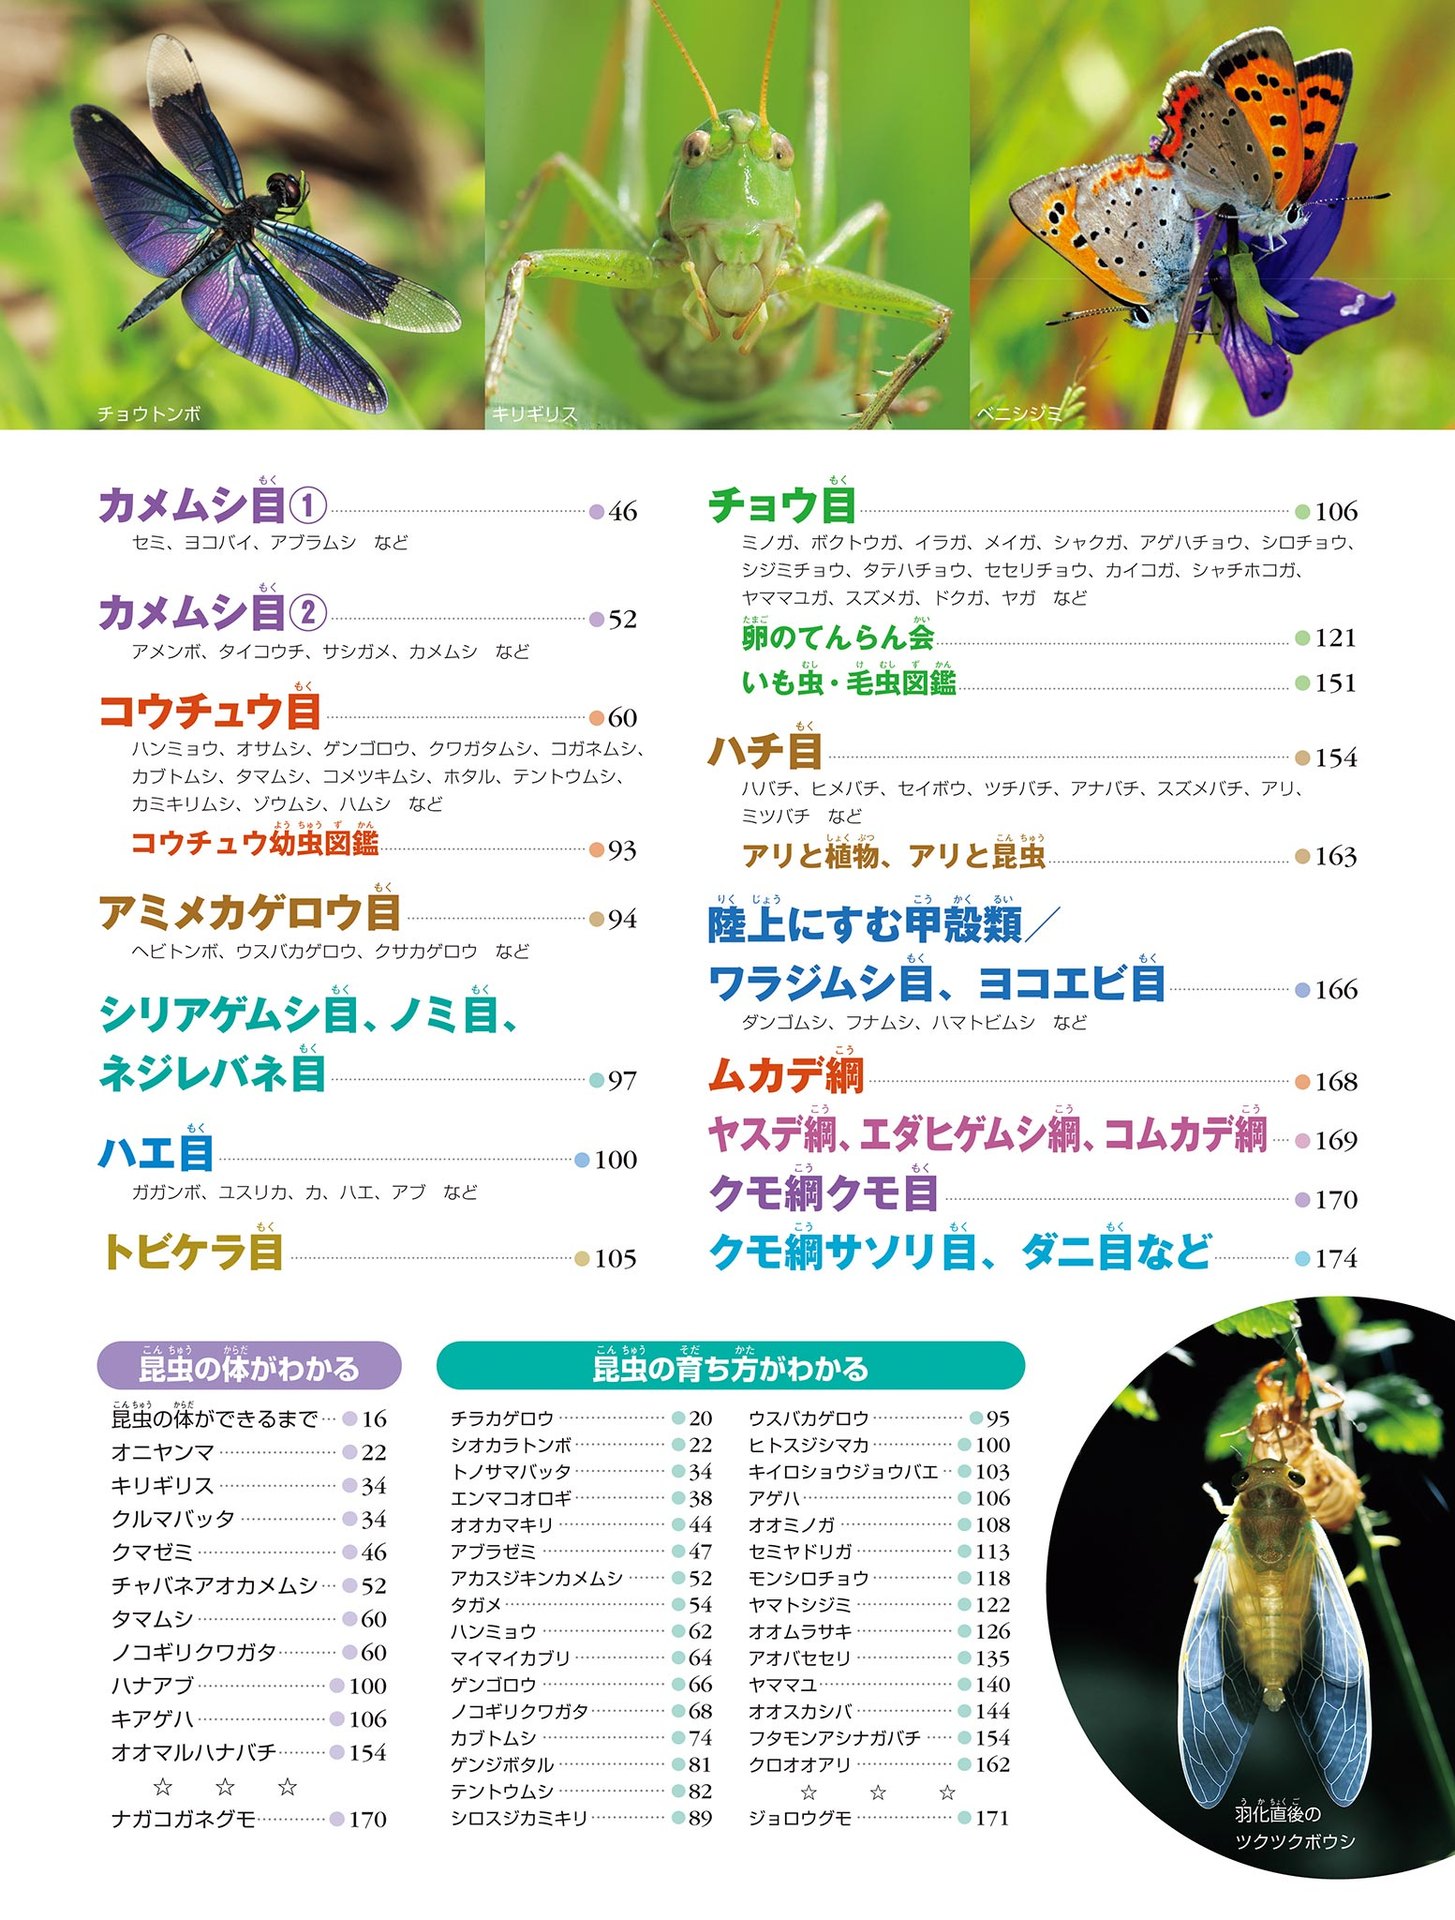 チョウトンボ
キリギリス
ベニシジミ
カメムシ目① 46
セミ、ヨコバイ、アブラムシ など
カメムシ目② 52
アメンボ、タイコウチ、サシガメ、カメムシ など
コウチュウ目 60
ハンミョウ、オサムシ、ゲンゴロウ、クワガタムシ、コガネムシ、
カブトムシ、タマムシ、コメツキムシ、ホタル、テントウムシ、
カミキリムシ、ゾウムシ、ハムシ など
コウチュウ幼虫図鑑 93
アミメカゲロウ目 94
ヘビトンボ、ウスバカゲロウ、クサカゲロウ など
シリアゲムシ目、ノミ目、
ネジレバネ目 97
ハエ目 100
ガガンボ、ユスリカ、カ、ハエ、アブ など
トビケラ目 105
チョウ目 106
ミノガ、ボクトウガ、イラガ、メイガ、シャクガ、アゲハチョウ、シロチョウ、
シジミチョウ、タテハチョウ、セセリチョウ、カイコガ、シャチホコガ、
ヤママユガ、スズメガ、ドクガ、ヤガ など
卵のてんらん会 121
いも虫・毛虫図鑑 151
ハチ目 154
ハバチ、ヒメバチ、セイボウ、ツチバチ、アナバチ、スズメバチ、アリ、
ミツバチ など
アリと植物、アリと昆虫 163
陸上にすむ甲殻類／
ワラジムシ目、ヨコエビ目 166
ダンゴムシ、フナムシ、ハマトビムシ など
ムカデ綱 168
ヤスデ綱、エダヒゲムシ綱、コムカデ綱 169
クモ綱クモ目 170
クモ綱サソリ目、ダニ目など 174
昆虫の体がわかる
昆虫の体ができるまで 16
オニヤンマ 22
キリギリス 34
クルマバッタ 34
クマゼミ 46
チャバネアオカメムシ 52
タマムシ 60
ノコギリクワガタ 60
ハナアブ 100
キアゲハ 106
オオマルハナバチ 154
☆ ☆ ☆
ナガコガネグモ 170
昆虫の育ち方がわかる
チラカゲロウ 20
シオカラトンボ 22
トノサマバッタ 34
エンマコオロギ 38
オオカマキリ 44
アブラゼミ 47
アカスジキンカメムシ 52
タガメ 54
ハンミョウ 62
マイマイカブリ 64
ゲンゴロウ 66
ノコギリクワガタ 68
カブトムシ 74
ゲンジボタル 81
テントウムシ 82
シロスジカミキリ 89
ウスバカゲロウ 95
ヒトスジシマカ 100
キイロショウジョウバエ 103
アゲハ 106
オオミノガ 108
セミヤドリガ 113
モンシロチョウ 118
ヤマトシジミ 122
オオムラサキ 126
アオバセセリ 135
ヤママユ 140
オオスカシバ 144
フタモンアシナガバチ 154
クロオオアリ 162
☆ ☆ ☆
ジョロウグモ 171
羽化直後の
ツクツクボウシ